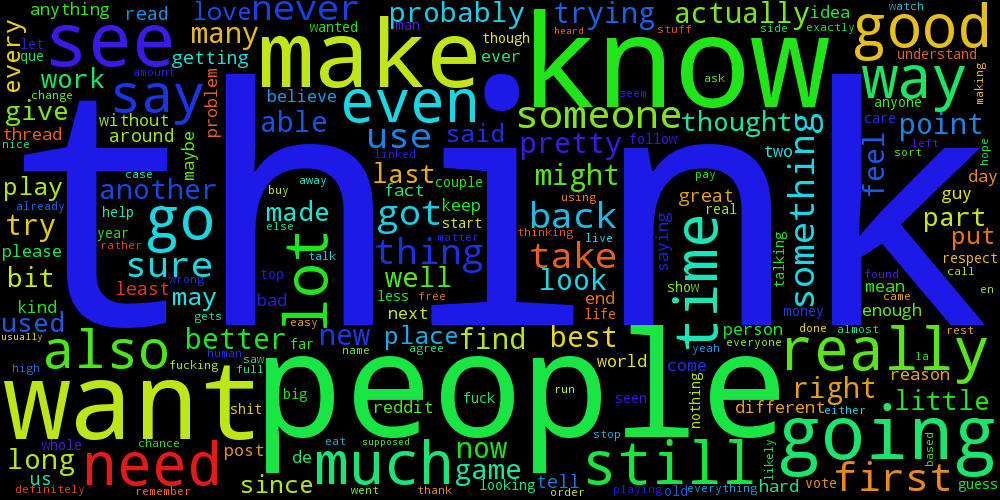 think
people
know
make
want
see
good
even
say
go
need
also
much
still
going
really
time
lot
way
someone
something
first
never
many
love
probably
trying
actually
idea
watch
anything
read
every
let
que
work
getting
amount
change
give
without
problem
believe
wanted
man
though
ever
heard
stuff
side
exactly
understand
making
anyone
ask
seem
use
said
able
around
thread
nice
maybe
pretty
thought
follow
linked
two
feel
care
point
left
sort
hope
day
play
already
another
case
fact
last
away
couple
might
using
great
pay
real
guy
part
try
help
year
rather
buy
else
made
got
keep
start
back
thinking
live
saying
talking
put
respect
call
please
bit
sure
wrong
talk
thing
matter
take
look
show
mean
found
en
kind
least
may
top
bad
well
less
free
end
life
money
came
enough
used
gets
usually
better
easy
far
new
name
next
place
agree
find
best
person
yeah
everyone
done
almost
rest
la
high
fucking
human
saw
full
world
come
reason
shit
big
reddit
fuck
run
seen
nothing
different
right
either
little
whole
chance
post
de
eat
supposed
now
stop
long
us
definitely
remember
since
went
thank
game
looking
tell
order
playing
old
everything
hard
likely
vote
based
guess